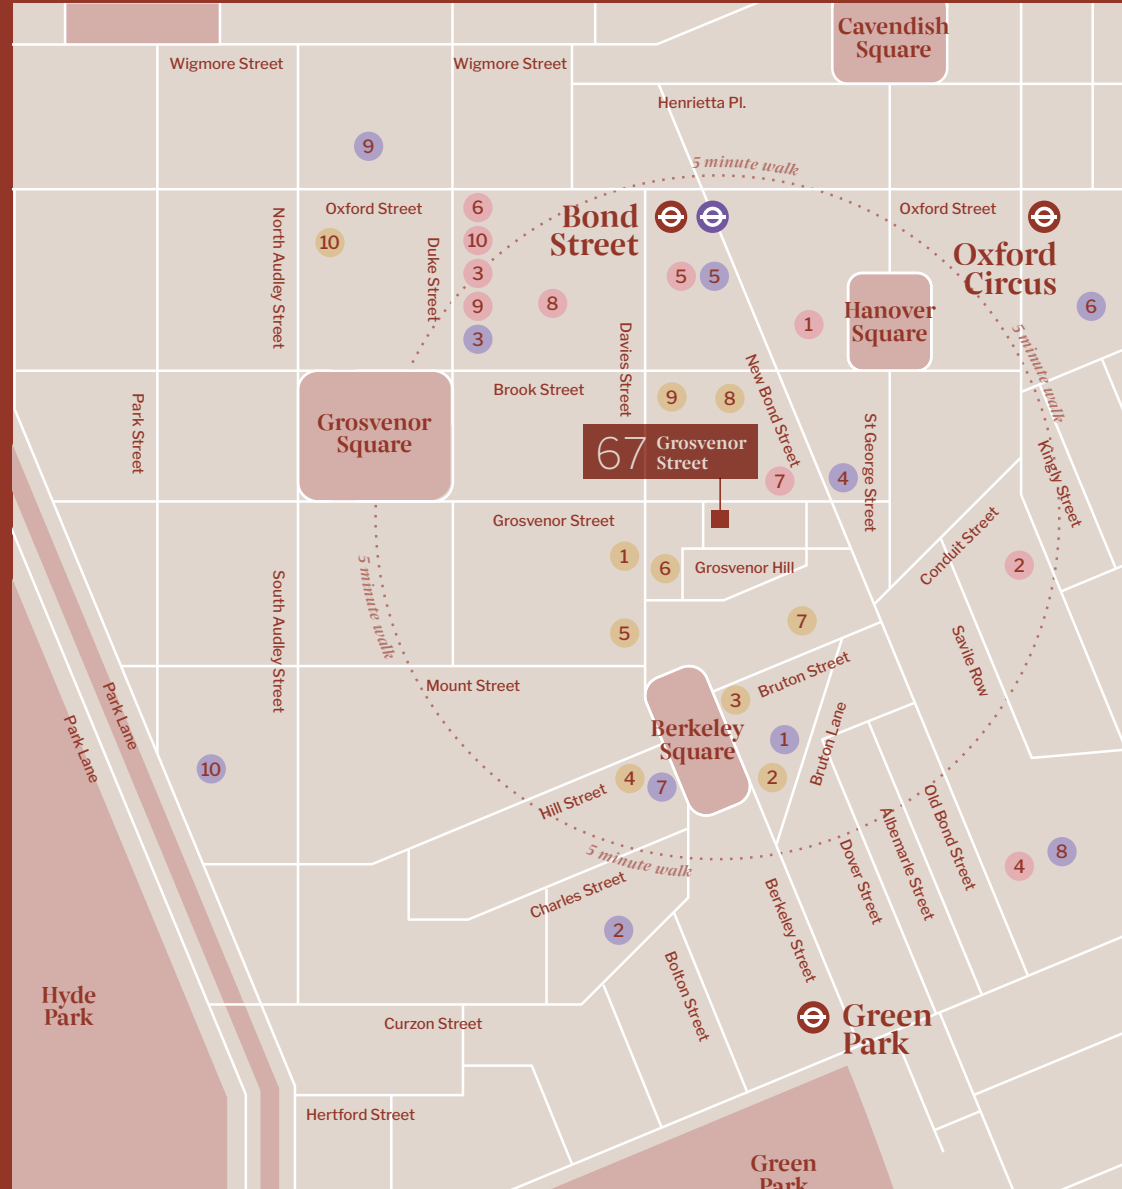 Cavendish
Square
Wigmore Street
Wigmore Street
Henrietta Pl.
9
5 minute walk
Oxford Street
10
North Audley Street
Duke Street
6
10
3
9
3
8
Bond
Street
5
5
Oxford Street
Oxford
Circus
Hanover
Square
1
6
5 minute walk
Davies Street
Brook Street
9
8
New Bond Street
Park Street
Grosvenor
Square
67
Grosvenor
Street
7
4
St George Street
Kingly Street
Grosvenor Street
1
6
Grosvenor Hill
Conduit Street
2
5 minute walk
South Audley Street
5
7
Savile Row
Mount Street
Bruton Street
3
Berkeley
Square
1
2
Bruton Lane
Park Lane
Park Lane
10
4
7
Hill Street
5 minute walk
Old Bond Street
Albemarle Street
Dover Street
4
8
Charles Street
2
Berkeley Street
Bolton Street
Hyde
Park
Curzon Street
Green
Park
Hertford Street
Green
Park